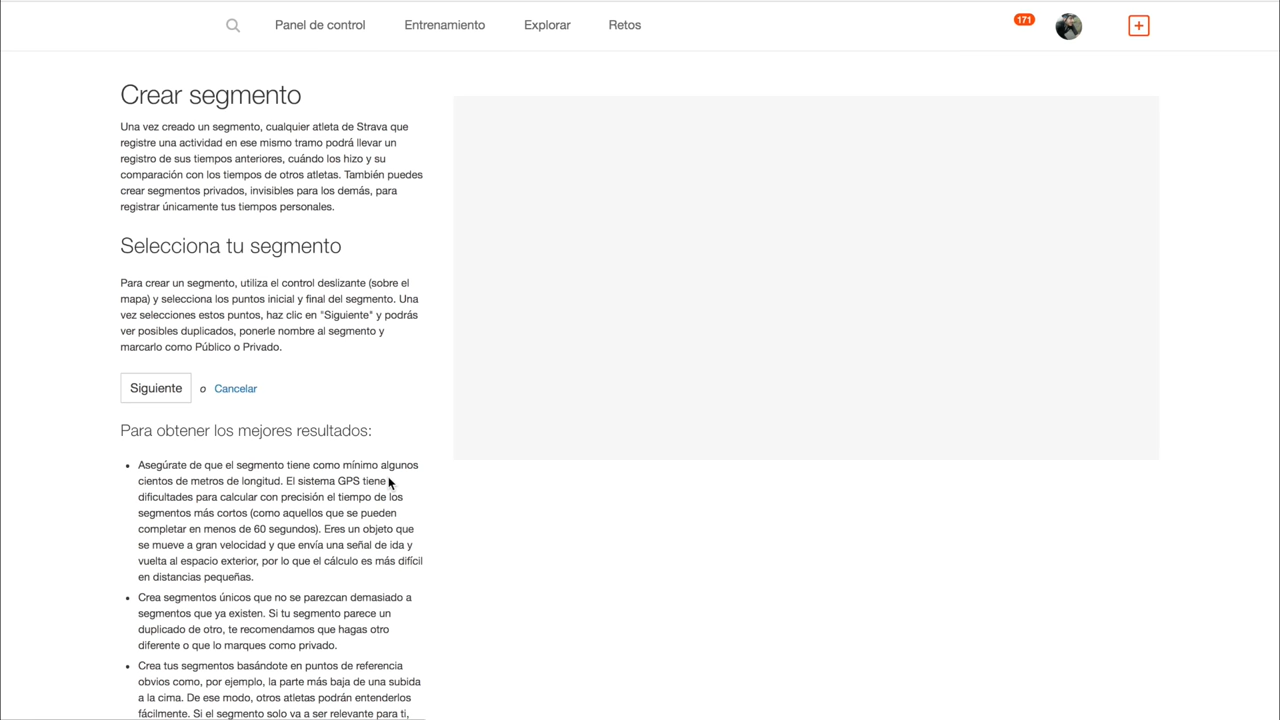 Panel de control
Entrenamiento
Explorar
Retos
171
Crear segmento
Una vez creado un segmento, cualquier atleta de Strava que
registre una actividad en ese mismo tramo podrá llevar un
registro de sus tiempos anteriores, cuándo los hizo y su
comparación con los tiempos de otros atletas. También puedes
crear segmentos privados, invisibles para los demás, para
registrar únicamente tus tiempos personales.
Selecciona tu segmento
Para crear un segmento, utiliza el control deslizante (sobre el
mapa) y selecciona los puntos inicial y final del segmento. Una
vez selecciones estos puntos, haz clic en "Siguiente" y podrás
ver posibles duplicados, ponerle nombre al segmento y
marcarlo como Público o Privado.
Siguiente o Cancelar
Para obtener los mejores resultados:
• Asegúrate de que el segmento tiene como mínimo algunos
cientos de metros de longitud. El sistema GPS tiene
dificultades para calcular con precisión el tiempo de los
segmentos más cortos (como aquellos que se pueden
completar en menos de 60 segundos). Eres un objeto que
se mueve a gran velocidad y que envía una señal de ida y
vuelta al espacio exterior, por lo que el cálculo es más difícil
en distancias pequeñas.
• Crea segmentos únicos que no se parezcan demasiado a
segmentos que ya existen. Si tu segmento parece un
duplicado de otro, te recomendamos que hagas otro
diferente o que lo marques como privado.
• Crea tus segmentos basándote en puntos de referencia
obvios como, por ejemplo, la parte más baja de una subida
a la cima. De ese modo, otros atletas podrán entenderlos
fácilmente. Si el segmento solo va a ser relevante para ti,